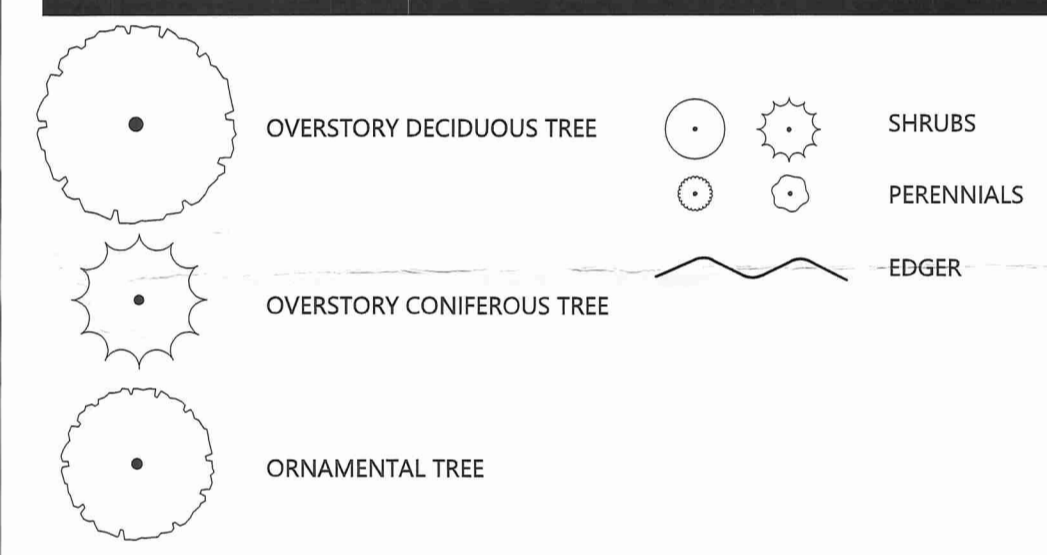 OVERSTORY DECIDUOUS TREE
OVERSTORY CONIFEROUS TREE
ORNAMENTAL TREE
SHRUBS
PERENNIALS
EDGER